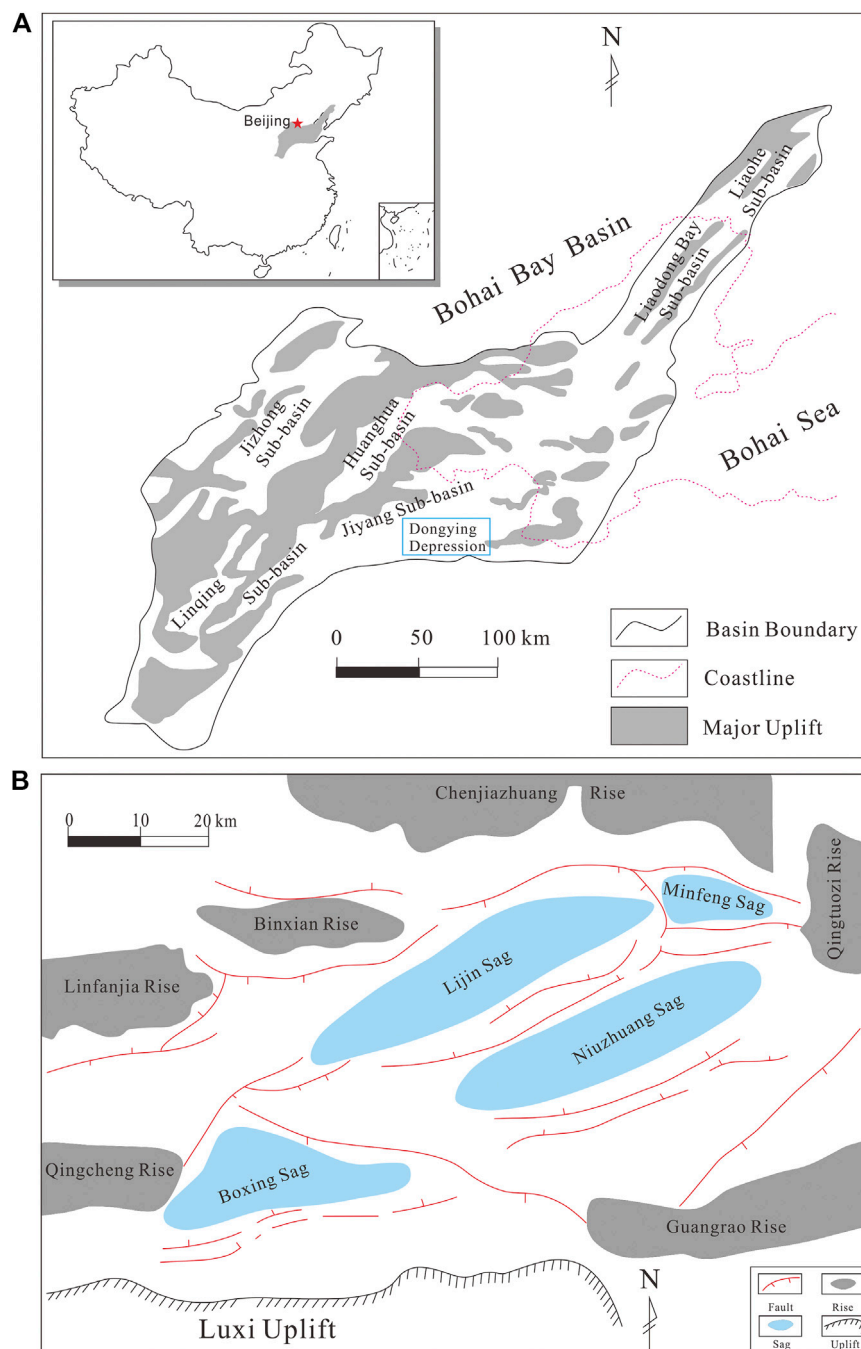 A
N
Beijing
Bohai Bay Basin
Liaohe
Sub-basin
Liaodong Bay
Sub-basin
Jizhong
Sub-basin
Huanghua
Sub-basin
Bohai Sea
Jiyang Sub-basin
Dongying
Depression
Linqing
Sub-basin
0 50 100 km
Basin Boundary
Coastline
Major Uplift
B
0 10 20 km
Chenjiazhuang Rise
Minfeng Sag
Qingtuozi Rise
Binxian Rise
Lijin Sag
Linfanjia Rise
Niuzhuang Sag
Qingcheng Rise
Boxing Sag
Guangrao Rise
N
Luxi Uplift
Fault Rise
Sag Uplift